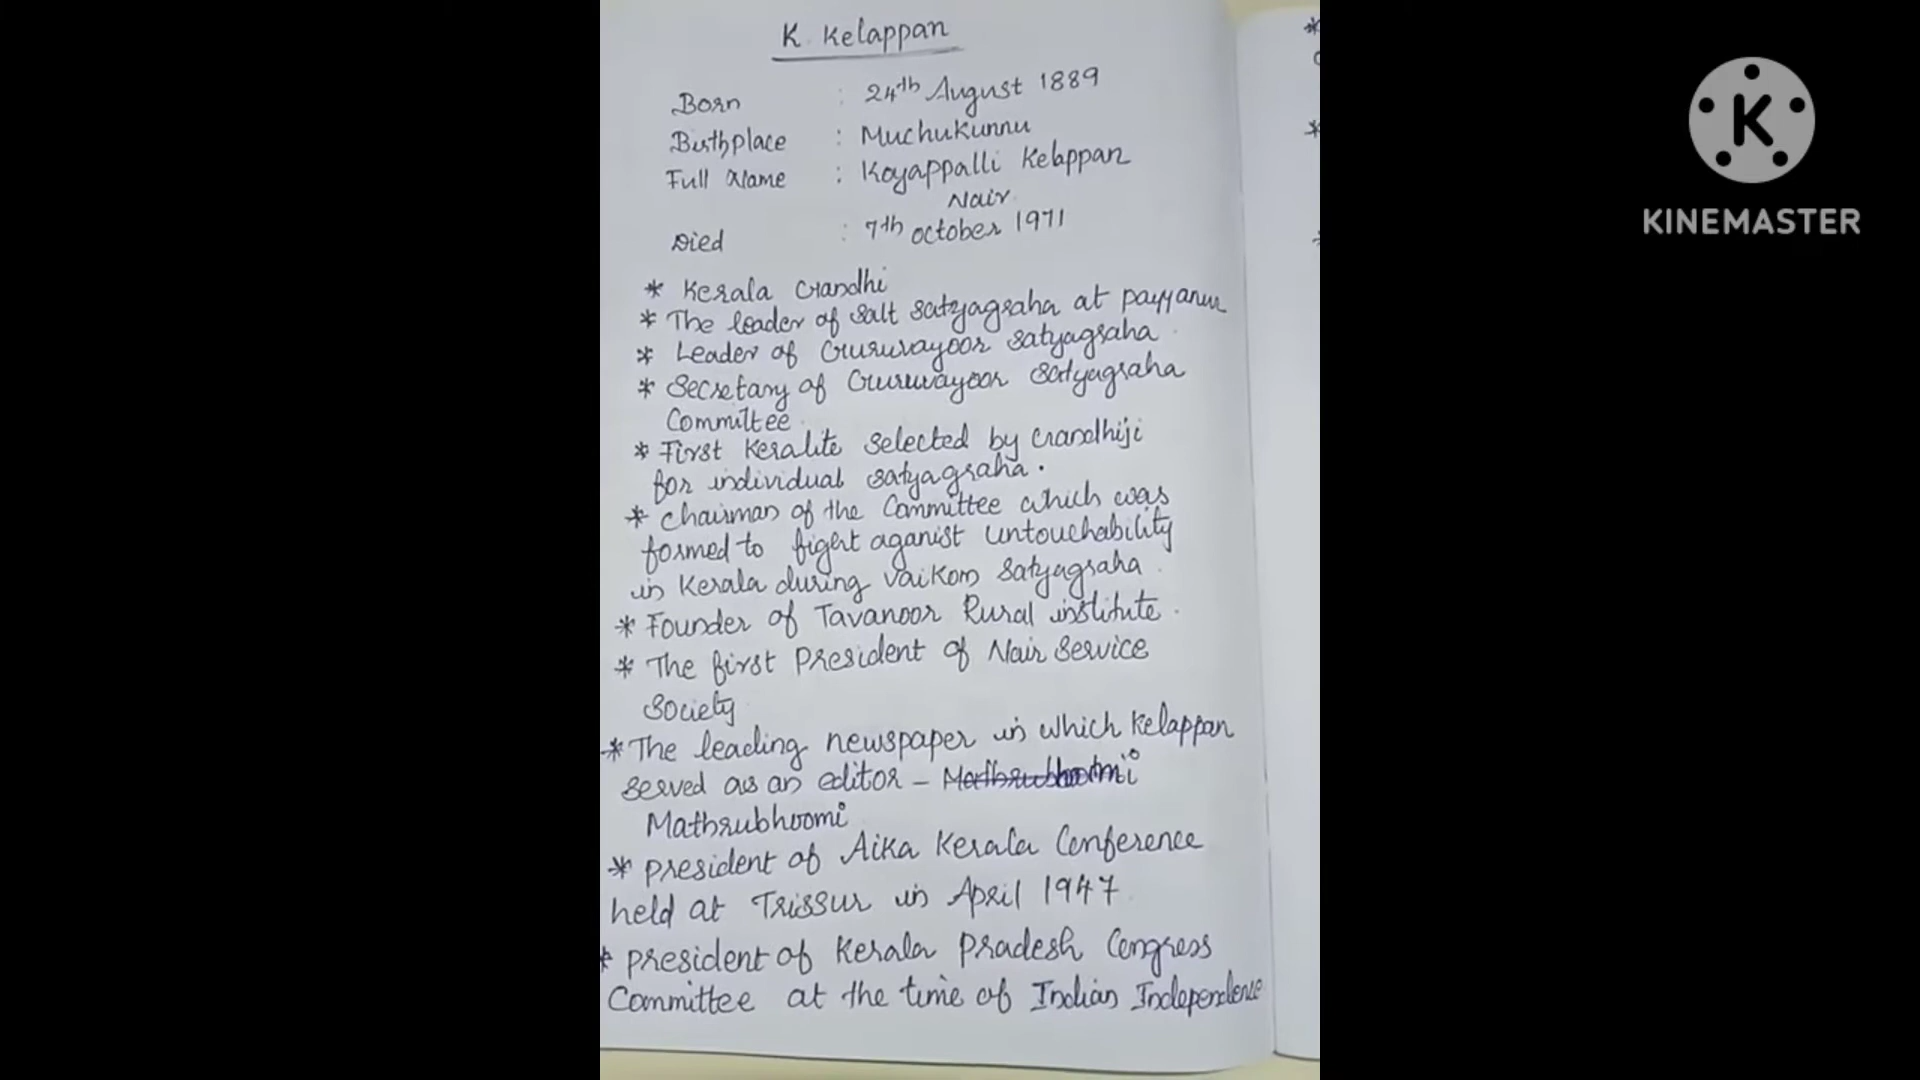 K. Kelappan
Born : 24th August 1889
Birthplace : Muchukunnu
Full Name : Koyappalli Kelappan
Nair
Died : 7th October 1971
* Kerala Gandhi
* The leader of Salt Satyagraha at payyanur
* Leader of Guruvayoor Satyagraha
* Secretary of Guruvayoor Satyagraha
Committee
* First Keralite selected by Gandhiji
for individual Satyagraha.
* Chairman of the Committee which was
formed to fight aganist untouchability
in Kerala during Vaikom Satyagraha
* Founder of Tavanoor Rural institute.
* The first President of Nair Service
Society
* The leading newspaper in which Kelappan
served as an editor - Mathrubhoomi
Mathrubhoomi
* president of Aika Kerala Conference
held at Trissur in April 1947
* president of Kerala Pradesh Congress
Committee at the time of Indian Independence
K
KINEMASTER